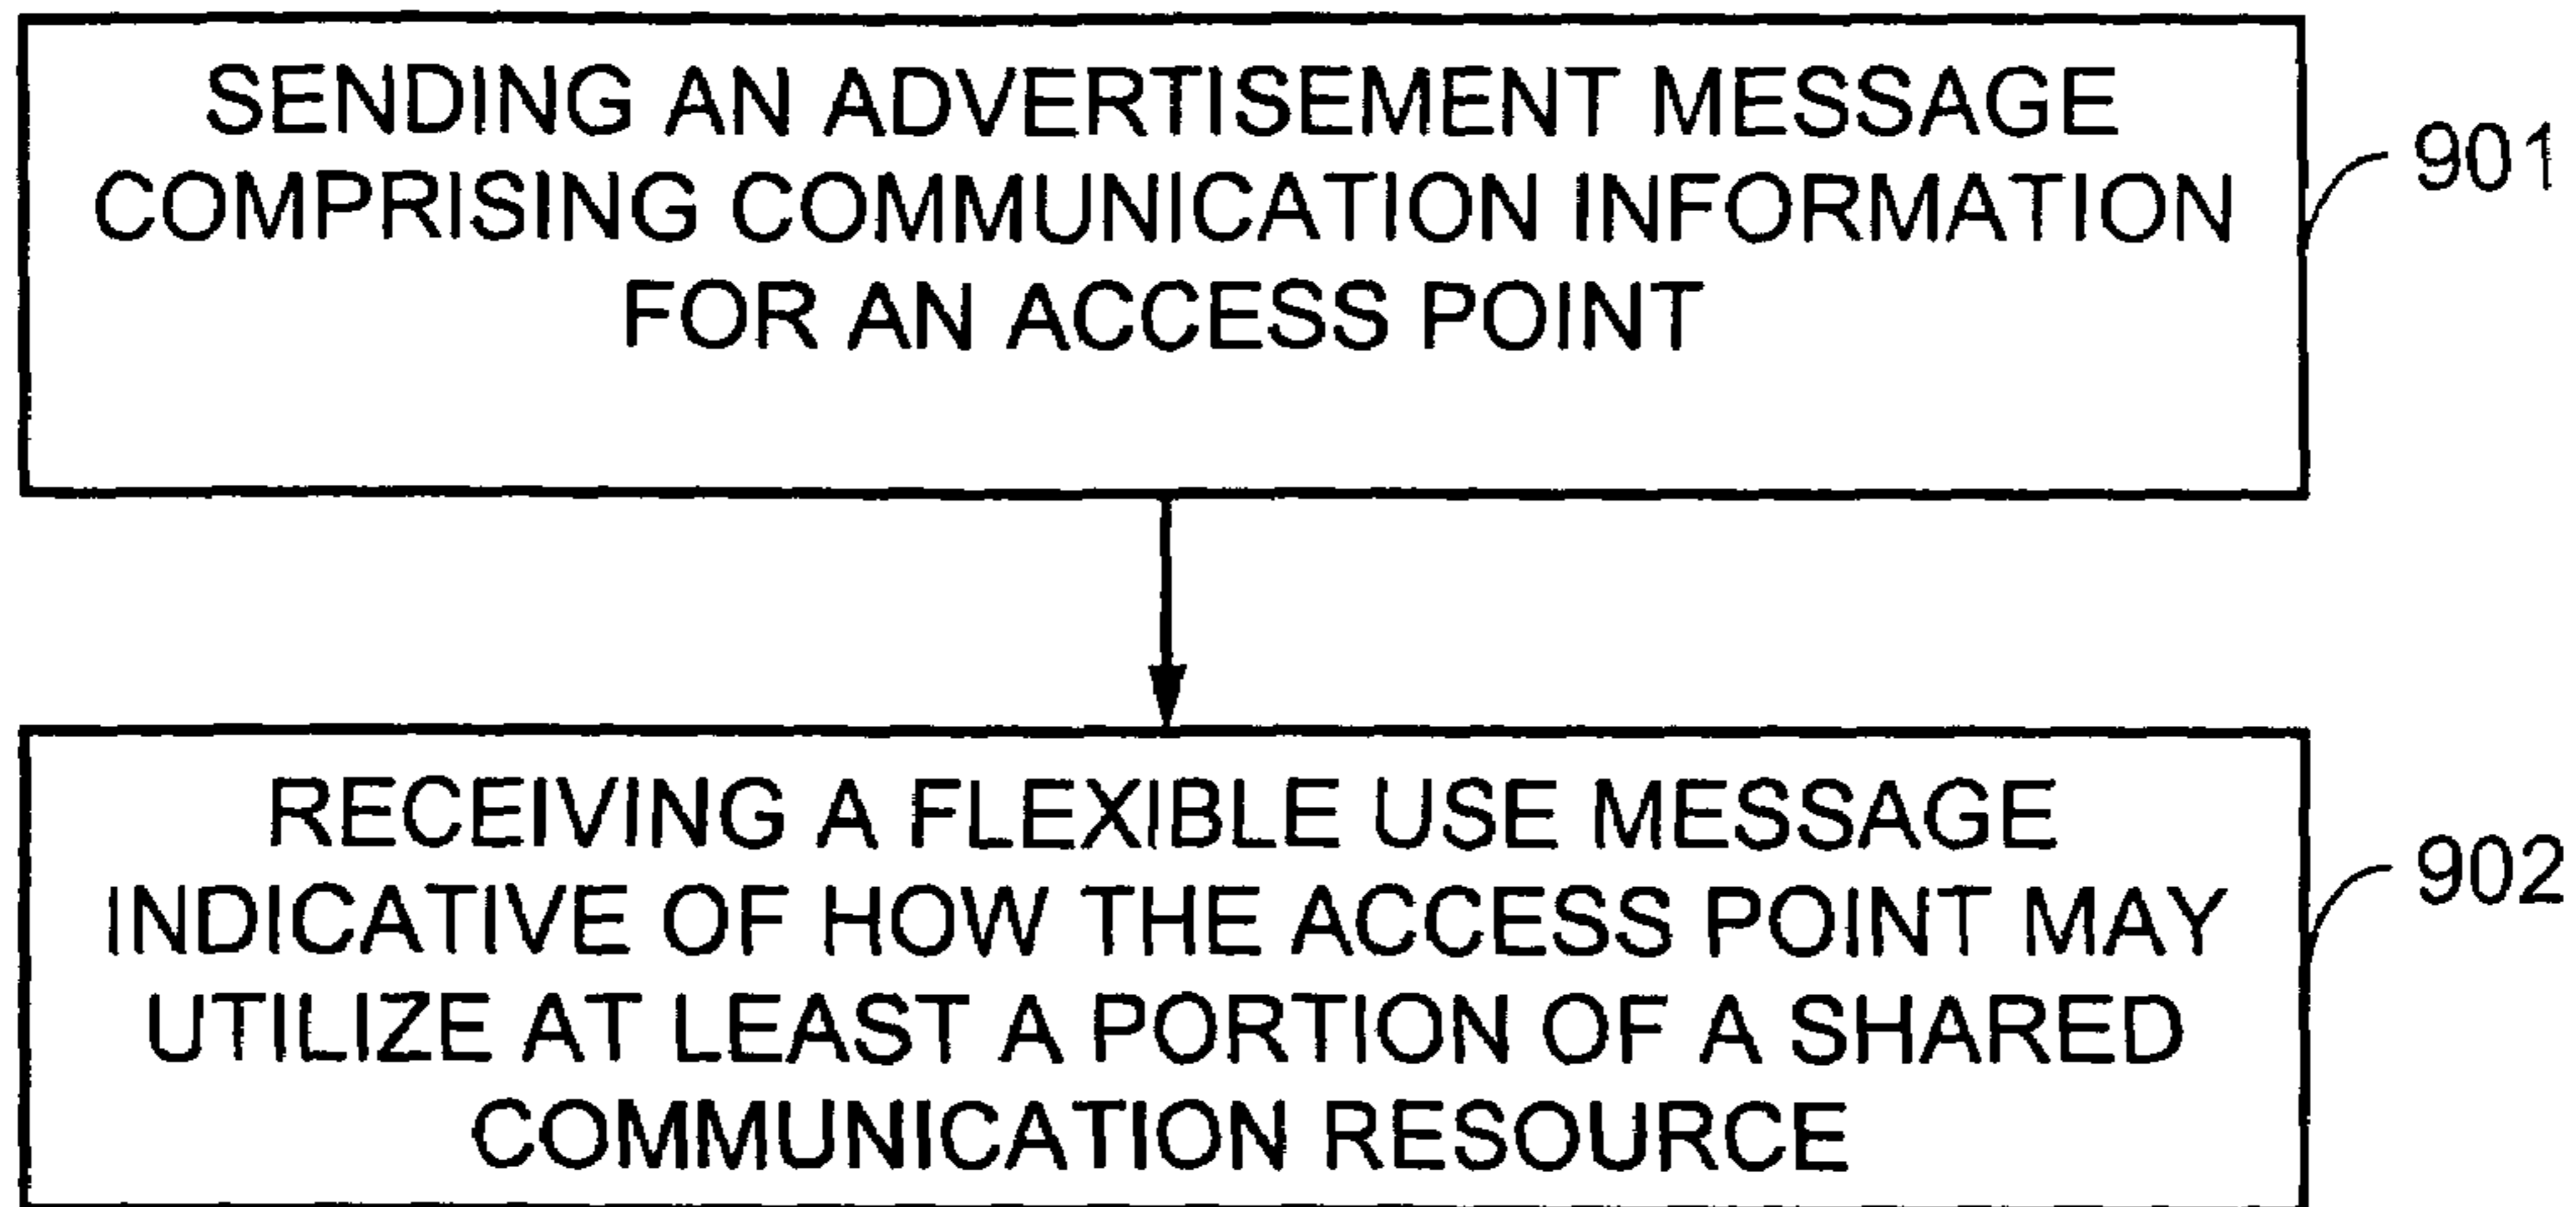 SENDING AN ADVERTISEMENT MESSAGE
COMPRISING COMMUNICATION INFORMATION
FOR AN ACCESS POINT
901
RECEIVING A FLEXIBLE USE MESSAGE
INDICATIVE OF HOW THE ACCESS POINT MAY
UTILIZE AT LEAST A PORTION OF A SHARED
COMMUNICATION RESOURCE
902